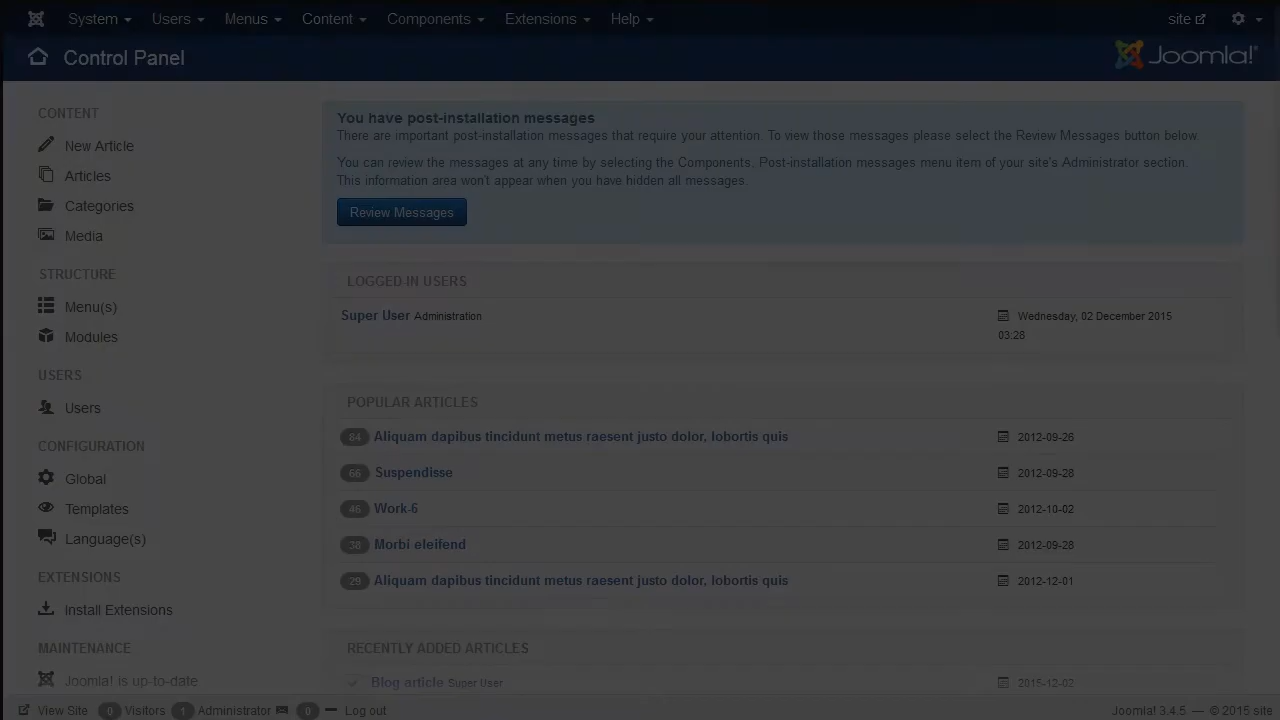 System Users Menus Content Components Extensions Help site
Control Panel
Joomla!
CONTENT
New Article
Articles
Categories
Media
STRUCTURE
Menu(s)
Modules
USERS
Users
CONFIGURATION
Global
Templates
Language(s)
EXTENSIONS
Install Extensions
MAINTENANCE
Joomla! is up-to-date
You have post-installation messages
There are important post-installation messages that require your attention. To view those messages please select the Review Messages button below.
You can review the messages at any time by selecting the Components, Post-installation messages menu item of your site's Administrator section.
This information area won't appear when you have hidden all messages.
Review Messages
LOGGED-IN USERS
Super User Administration Wednesday, 02 December 2015
03:28
POPULAR ARTICLES
84 Aliquam dapibus tincidunt metus raesent justo dolor, lobortis quis 2012-09-26
66 Suspendisse 2012-09-28
46 Work-6 2012-10-02
38 Morbi eleifend 2012-09-28
29 Aliquam dapibus tincidunt metus raesent justo dolor, lobortis quis 2012-12-01
RECENTLY ADDED ARTICLES
Blog article Super User 2015-12-02
View Site 0 Visitors 1 Administrator 0 Log out Joomla! 3.4.5 — © 2015 site